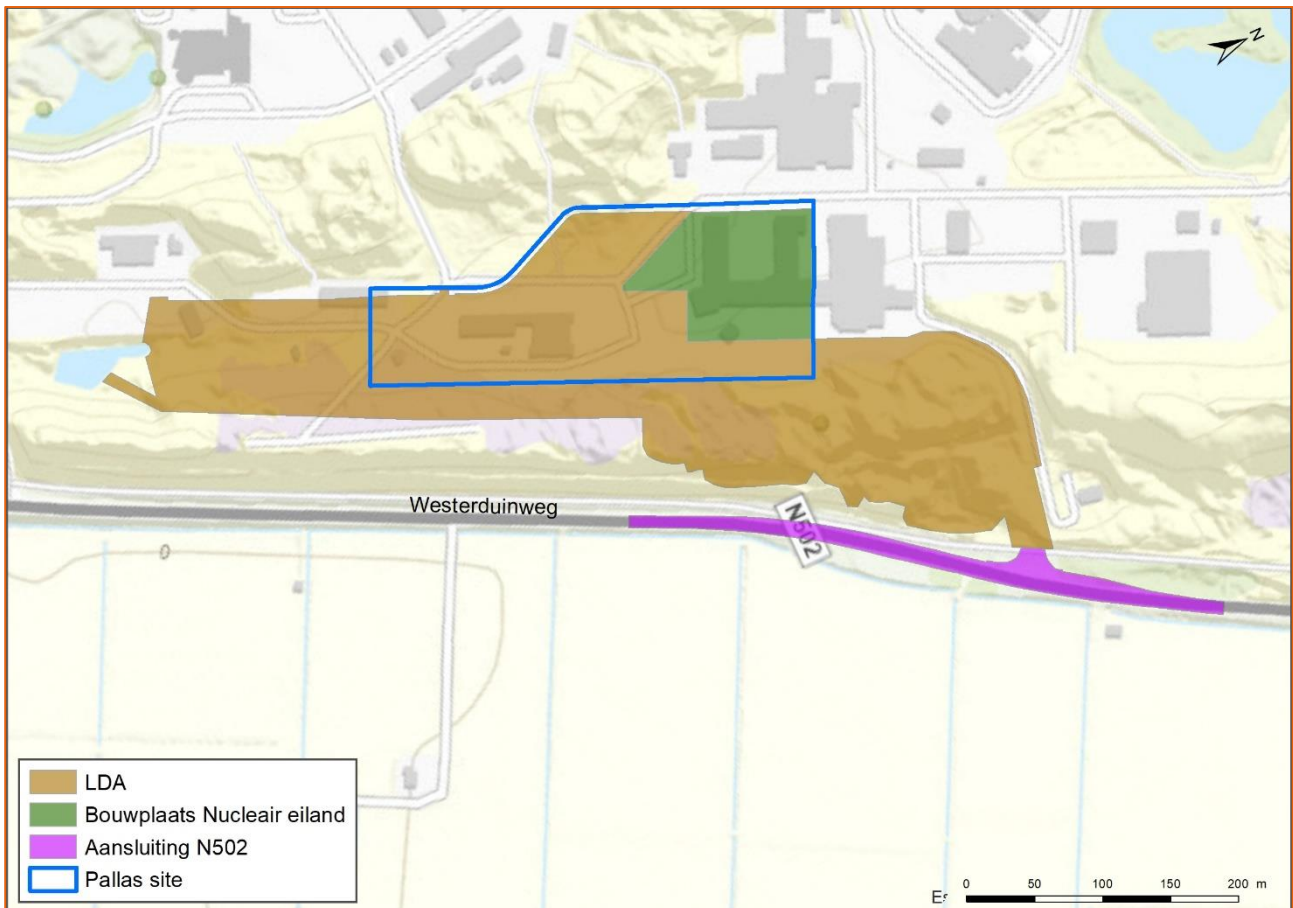 N
Westerduinweg
N502
0
LDA
Bouwplaats Nucleair eiland
Aansluiting N502
Pallas site
0 50 100 150 200 m